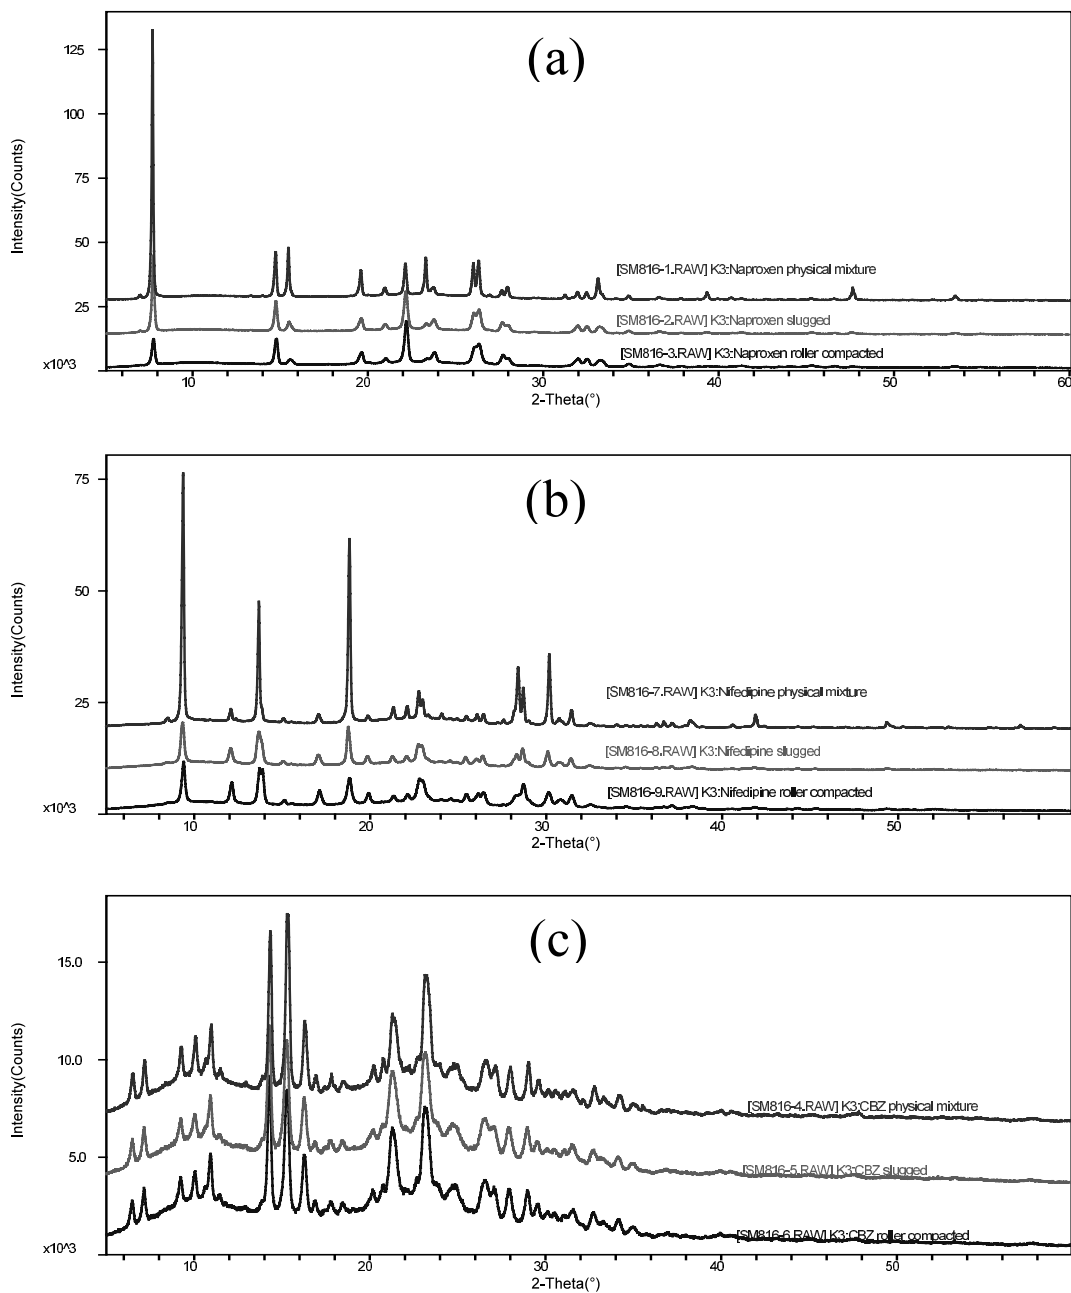 (a)
125
100
75
50
25
x10^3
Intensity(Counts)
[SM816-1.RAW] K3:Naproxen physical mixture
[SM816-2.RAW] K3:Naproxen slugged
[SM816-3.RAW] K3:Naproxen roller compacted
10 20 30 40 50 60
2-Theta(°)
(b)
75
50
25
x10^3
Intensity(Counts)
[SM816-7.RAW] K3:Nifedipine physical mixture
[SM816-8.RAW] K3:Nifedipine slugged
[SM816-9.RAW] K3:Nifedipine roller compacted
10 20 30 40 50
2-Theta(°)
(c)
15.0
10.0
5.0
x10^3
Intensity(Counts)
[SM816-4.RAW] K3:CBZ physical mixture
[SM816-5.RAW] K3:CBZ slugged
[SM816-6.RAW] K3:CBZ roller compacted
10 20 30 40 50
2-Theta(°)